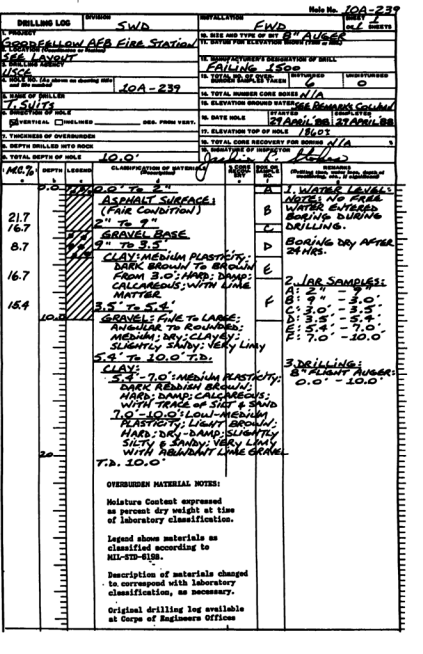 Hole No. 10A-239
DRILLING LOG
DIVISION
SWD
INSTALLATION
FWD
SHEET 1
OF 1 SHEETS
1. PROJECT
GOODFELLOW AFB FIRE STATION
10. SIZE AND TYPE OF BIT 8" AUGER
11. DATUM FOR ELEVATION SHOWN
2. LOCATION
SEE LAYOUT
3. DRILLING AGENCY
USCE
12. MANUFACTURER'S DESIGNATION OF DRILL
FAILING 1500
4. HOLE NO. (As shown on drawing title and file number)
10A-239
13. TOTAL NO. OF OVERBURDEN SAMPLES TAKEN
DISTURBED
6
UNDISTURBED
0
14. TOTAL NUMBER CORE BOXES N/A
5. NAME OF DRILLER
T. SUITS
15. ELEVATION GROUND WATER SEE REMARKS COLUMN
6. DIRECTION OF HOLE
VERTICAL INCLINED DEG. FROM VERT.
16. DATE HOLE
STARTED
29 APRIL '88
COMPLETED
29 APRIL '88
7. THICKNESS OF OVERBURDEN
17. ELEVATION TOP OF HOLE 1860±
8. DEPTH DRILLED INTO ROCK
18. TOTAL CORE RECOVERY FOR BORING N/A
9. TOTAL DEPTH OF HOLE 10.0'
19. SIGNATURE OF INSPECTOR
M.C. %
DEPTH
LEGEND
CLASSIFICATION OF MATERIALS
REMARKS
0.0
0.0' TO 2"
ASPHALT SURFACE:
(FAIR CONDITION)
2" TO 9"
GRAVEL BASE
9" TO 3.5'
CLAY: MEDIUM PLASTICITY;
DARK BROWN TO BROWN
FROM 3.0'; HARD; DAMP;
CALCAREOUS; WITH LIME
MATTER
3.5' TO 5.4'
GRAVEL: FINE TO LARGE;
ANGULAR TO ROUNDED;
MEDIUM; DRY; CLAYEY;
SLIGHTLY SANDY; VERY LIMY
5.4' TO 10.0' T.D.
CLAY:
5.4'-7.0': MEDIUM PLASTICITY;
DARK REDDISH BROWN;
HARD; DAMP; CALCAREOUS;
WITH TRACE OF SILT & SAND
7.0'-10.0': LOW-MEDIUM
PLASTICITY; LIGHT BROWN;
HARD; DRY-DAMP; SLIGHTLY
SILTY & SANDY; VERY LIMY
WITH ABUNDANT LIME GRAVEL
T.D. 10.0'
21.7
16.7
8.7
16.7
15.4
10.0
20
A
B
C
D
E
F
1. WATER LEVEL:
NOTE: NO FREE
WATER ENTERED
BORING DURING
DRILLING.
BORING DRY AFTER
24 HRS.
2. JAR SAMPLES:
A: 2" - 9"
B: 9" - 3.0'
C: 3.0' - 3.5'
D: 3.5' - 5.4'
E: 5.4' - 7.0'
F: 7.0' - 10.0'
3. DRILLING:
8" FLIGHT AUGER:
0.0' - 10.0'
OVERBURDEN MATERIAL NOTES:
Moisture Content expressed
as percent dry weight at time
of laboratory classification.
Legend shows materials as
classified according to
MIL-STD-619B.
Description of materials changed
to correspond with laboratory
classification, as necessary.
Original drilling log available
at Corps of Engineers Offices